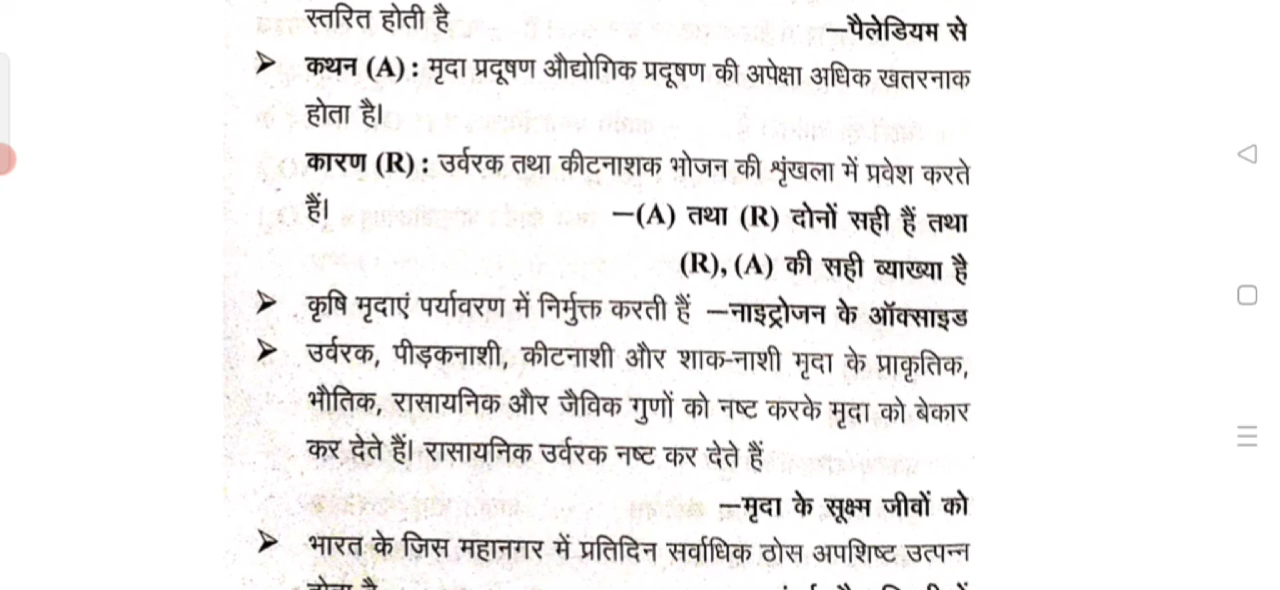 स्तरित होती है —पैलेडियम से
➤ कथन (A) : मृदा प्रदूषण औद्योगिक प्रदूषण की अपेक्षा अधिक खतरनाक
होता है।
कारण (R) : उर्वरक तथा कीटनाशक भोजन की शृंखला में प्रवेश करते
हैं। —(A) तथा (R) दोनों सही हैं तथा
(R), (A) की सही व्याख्या है
➤ कृषि मृदाएं पर्यावरण में निर्मुक्त करती हैं —नाइट्रोजन के ऑक्साइड
➤ उर्वरक, पीड़कनाशी, कीटनाशी और शाक-नाशी मृदा के प्राकृतिक,
भौतिक, रासायनिक और जैविक गुणों को नष्ट करके मृदा को बेकार
कर देते हैं। रासायनिक उर्वरक नष्ट कर देते हैं
—मृदा के सूक्ष्म जीवों को
➤ भारत के जिस महानगर में प्रतिदिन सर्वाधिक ठोस अपशिष्ट उत्पन्न
होता है